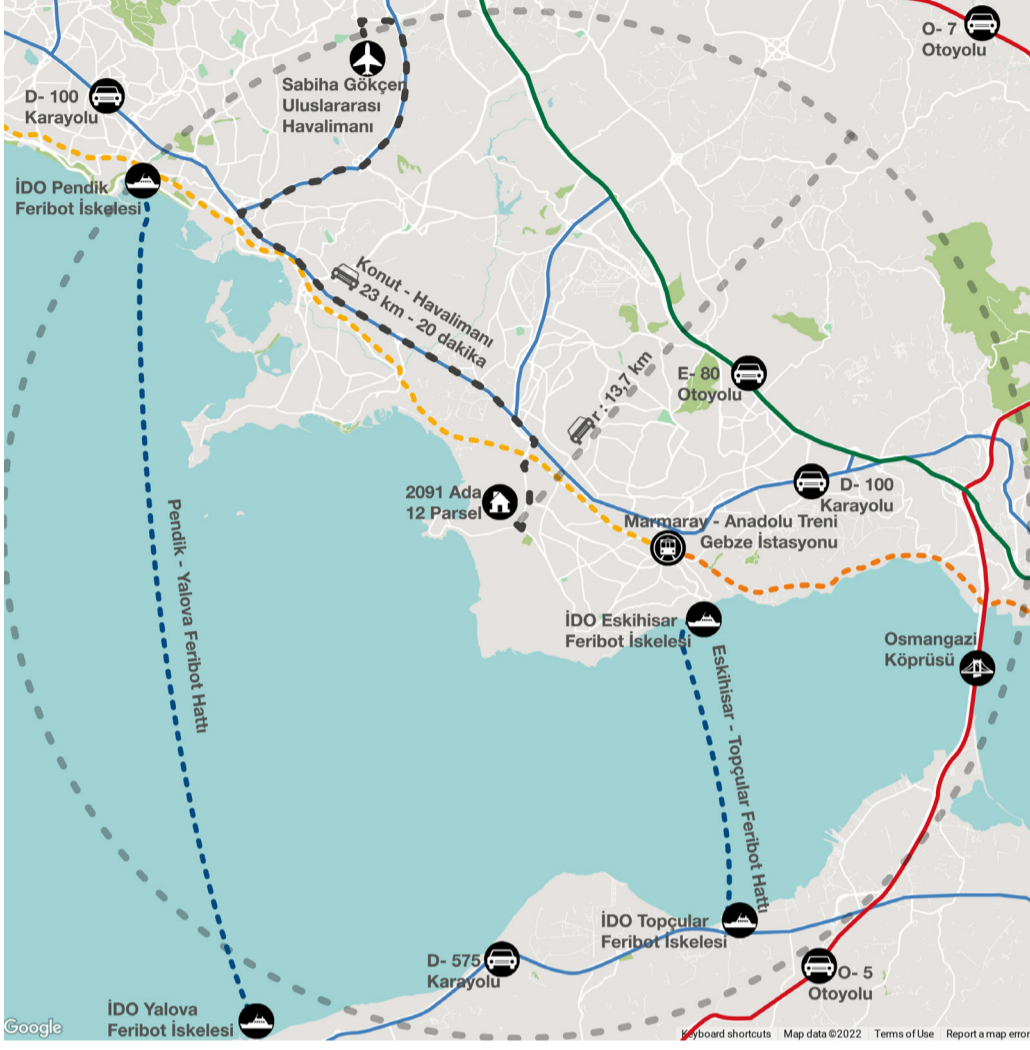 O- 7
Otoyolu
Sabiha Gökçen
Uluslararası
Havalimanı
D- 100
Karayolu
İDO Pendik
Feribot İskelesi
Konut - Havalimanı
23 km - 20 dakika
r : 13,7 km
E- 80
Otoyolu
2091 Ada
12 Parsel
D- 100
Karayolu
Marmaray - Anadolu Treni
Gebze İstasyonu
Pendik - Yalova Feribot Hattı
İDO Eskihisar
Feribot İskelesi
Eskihisar - Topçular Feribot Hattı
Osmangazi
Köprüsü
İDO Topçular
Feribot İskelesi
D- 575
Karayolu
O- 5
Otoyolu
İDO Yalova
Feribot İskelesi
Google
Keyboard shortcuts Map data ©2022 Terms of Use Report a map error